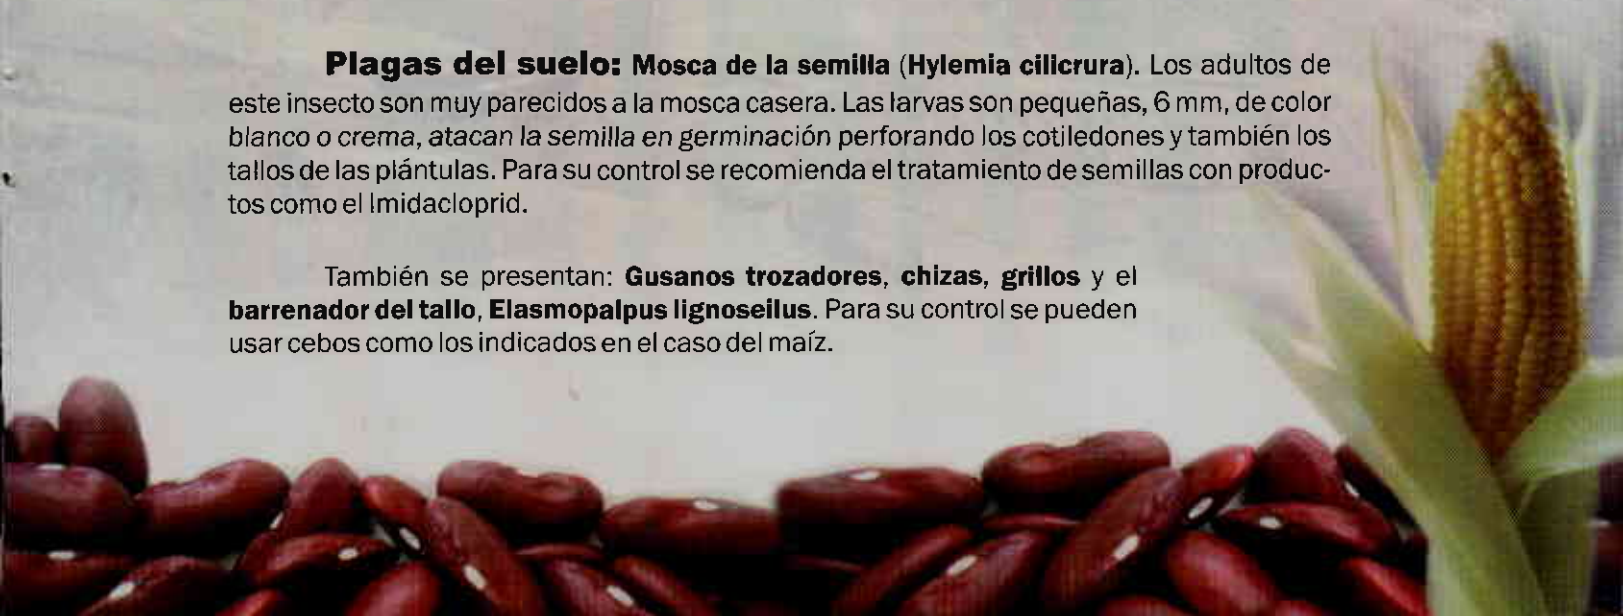 Plagas del suelo: Mosca de la semilla (Hylemia cilicrura). Los adultos de
este insecto son muy parecidos a la mosca casera. Las larvas son pequeñas, 6 mm, de color
blanco o crema, atacan la semilla en germinación perforando los cotiledones y también los
tallos de las plántulas. Para su control se recomienda el tratamiento de semillas con produc-
tos como el Imidacloprid.
También se presentan: Gusanos trozadores, chizas, grillos y el
barrenador del tallo, Elasmopalpus lignoseilus. Para su control se pueden
usar cebos como los indicados en el caso del maíz.